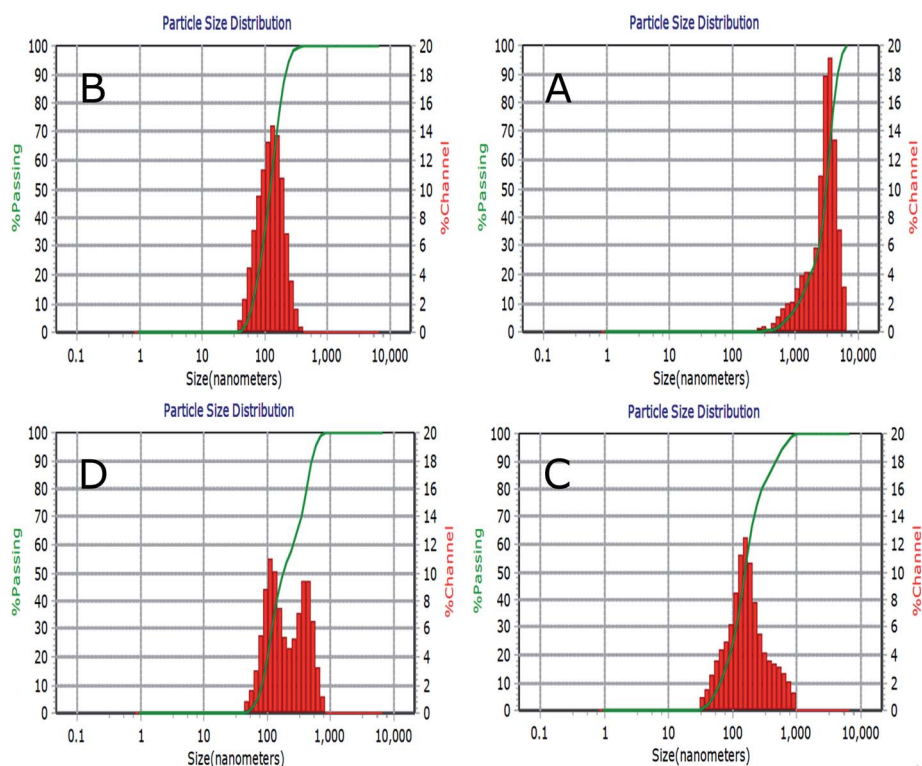 Particle Size Distribution
100 90 80 70 60 50 40 30 20 10 0
%Passing
B
20 18 16 14 12 10 8 6 4 2 0
%Channel
0.1 1 10 100 1,000 10,000
Size(nanometers)
Particle Size Distribution
100 90 80 70 60 50 40 30 20 10 0
%Passing
A
20 18 16 14 12 10 8 6 4 2 0
%Channel
0.1 1 10 100 1,000 10,000
Size(nanometers)
Particle Size Distribution
100 90 80 70 60 50 40 30 20 10 0
%Passing
D
20 18 16 14 12 10 8 6 4 2 0
%Channel
0.1 1 10 100 1,000 10,000
Size(nanometers)
Particle Size Distribution
100 90 80 70 60 50 40 30 20 10 0
%Passing
C
20 18 16 14 12 10 8 6 4 2 0
%Channel
0.1 1 10 100 1,000 10,000
Size(nanometers)